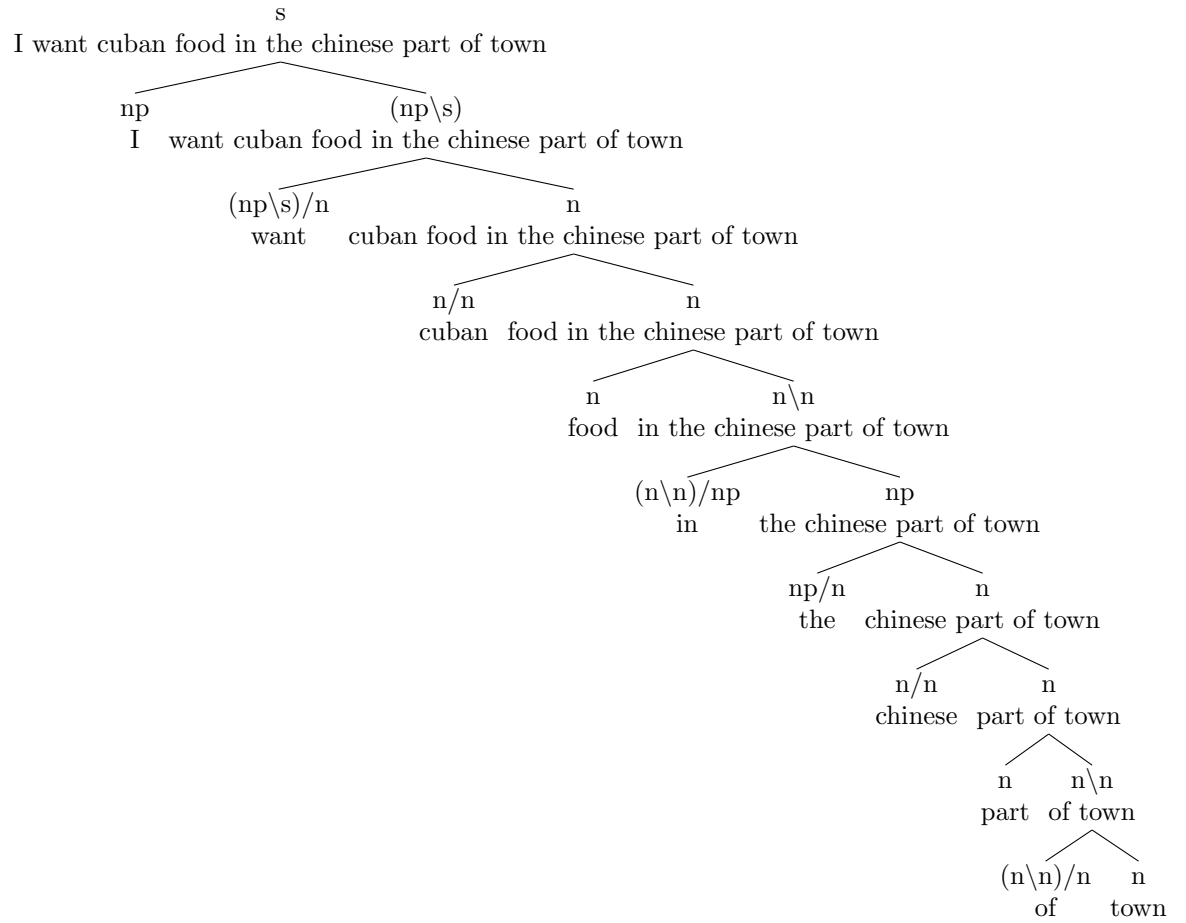 s
I want cuban food in the chinese part of town
np (np\s)
I want cuban food in the chinese part of town
(np\s)/n n
want cuban food in the chinese part of town
n/n n
cuban food in the chinese part of town
n n\n
food in the chinese part of town
(n\n)/np np
in the chinese part of town
np/n n
the chinese part of town
n/n n
chinese part of town
n n\n
part of town
(n\n)/n n
of town